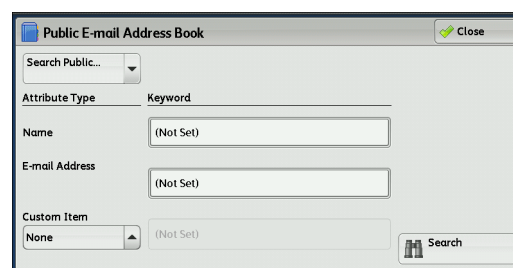 Public E-mail Address Book
Close
Search Public...
Attribute Type Keyword
Name (Not Set)
E-mail Address
(Not Set)
Custom Item
None (Not Set)
Search